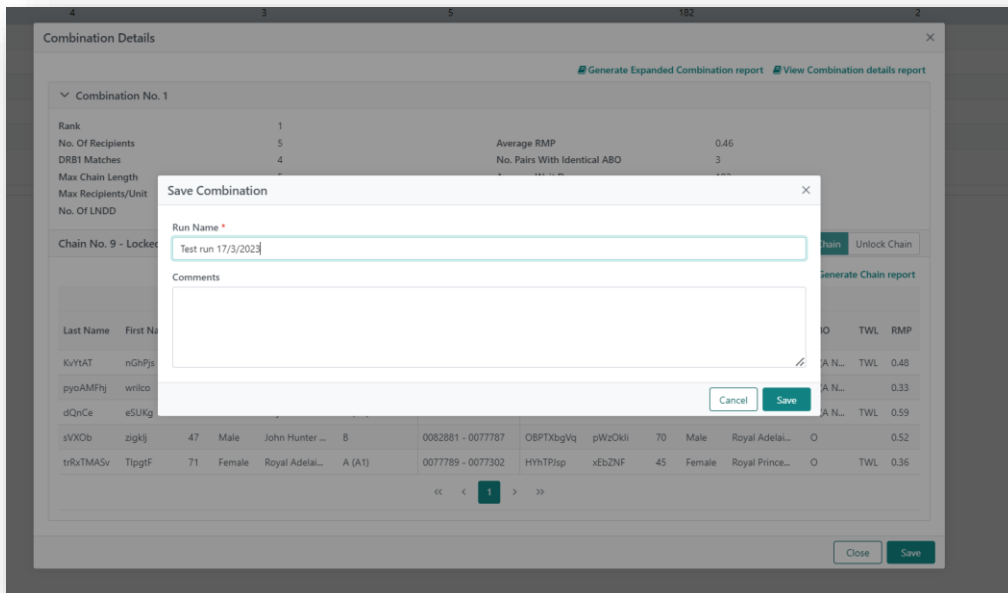 4 3 5 182 2
Combination Details
Generate Expanded Combination report View Combination details report
Combination No. 1
Rank 1
No. Of Recipients 5 Average RMP 0.46
DRB1 Matches 4 No. Pairs With Identical ABO 3
Max Chain Length
Max Recipients/Unit
No. Of LNDD
Save Combination
Run Name *
Test run 17/3/2023
Comments
Cancel Save
Chain No. 9 - Locked Chain Unlock Chain
Generate Chain report
Last Name First Na TWL RMP
KvYtAT nGhPjs (A N... TWL 0.48
pyoAMFhj wrilco (A N... 0.33
dQnCe eSUKg (A N... TWL 0.59
sVXOb zigklj 47 Male John Hunter ... B 0082881 - 0077787 OBPTXbgVq pWzOkli 70 Male Royal Adelai... O 0.52
trRxTMASv TlpgtF 71 Female Royal Adelai... A (A1) 0077789 - 0077302 HYhTPJsp xEbZNF 45 Female Royal Prince... O TWL 0.36
« < 1 > »
Close Save